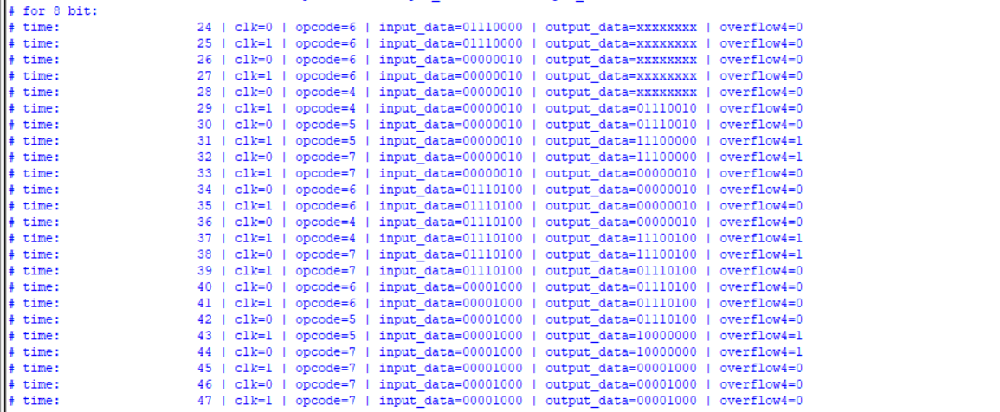 # for 8 bit:
# time: 24 | clk=0 | opcode=6 | input_data=01110000 | output_data=xxxxxxxx | overflow4=0
# time: 25 | clk=1 | opcode=6 | input_data=01110000 | output_data=xxxxxxxx | overflow4=0
# time: 26 | clk=0 | opcode=6 | input_data=00000010 | output_data=xxxxxxxx | overflow4=0
# time: 27 | clk=1 | opcode=6 | input_data=00000010 | output_data=xxxxxxxx | overflow4=0
# time: 28 | clk=0 | opcode=4 | input_data=00000010 | output_data=xxxxxxxx | overflow4=0
# time: 29 | clk=1 | opcode=4 | input_data=00000010 | output_data=01110010 | overflow4=0
# time: 30 | clk=0 | opcode=5 | input_data=00000010 | output_data=01110010 | overflow4=0
# time: 31 | clk=1 | opcode=5 | input_data=00000010 | output_data=11100000 | overflow4=1
# time: 32 | clk=0 | opcode=7 | input_data=00000010 | output_data=11100000 | overflow4=1
# time: 33 | clk=1 | opcode=7 | input_data=00000010 | output_data=00000010 | overflow4=0
# time: 34 | clk=0 | opcode=6 | input_data=01110100 | output_data=00000010 | overflow4=0
# time: 35 | clk=1 | opcode=6 | input_data=01110100 | output_data=00000010 | overflow4=0
# time: 36 | clk=0 | opcode=4 | input_data=01110100 | output_data=00000010 | overflow4=0
# time: 37 | clk=1 | opcode=4 | input_data=01110100 | output_data=11100100 | overflow4=1
# time: 38 | clk=0 | opcode=7 | input_data=01110100 | output_data=11100100 | overflow4=1
# time: 39 | clk=1 | opcode=7 | input_data=01110100 | output_data=01110100 | overflow4=0
# time: 40 | clk=0 | opcode=6 | input_data=00001000 | output_data=01110100 | overflow4=0
# time: 41 | clk=1 | opcode=6 | input_data=00001000 | output_data=01110100 | overflow4=0
# time: 42 | clk=0 | opcode=5 | input_data=00001000 | output_data=01110100 | overflow4=0
# time: 43 | clk=1 | opcode=5 | input_data=00001000 | output_data=10000000 | overflow4=1
# time: 44 | clk=0 | opcode=7 | input_data=00001000 | output_data=10000000 | overflow4=1
# time: 45 | clk=1 | opcode=7 | input_data=00001000 | output_data=00001000 | overflow4=0
# time: 46 | clk=0 | opcode=7 | input_data=00001000 | output_data=00001000 | overflow4=0
# time: 47 | clk=1 | opcode=7 | input_data=00001000 | output_data=00001000 | overflow4=0